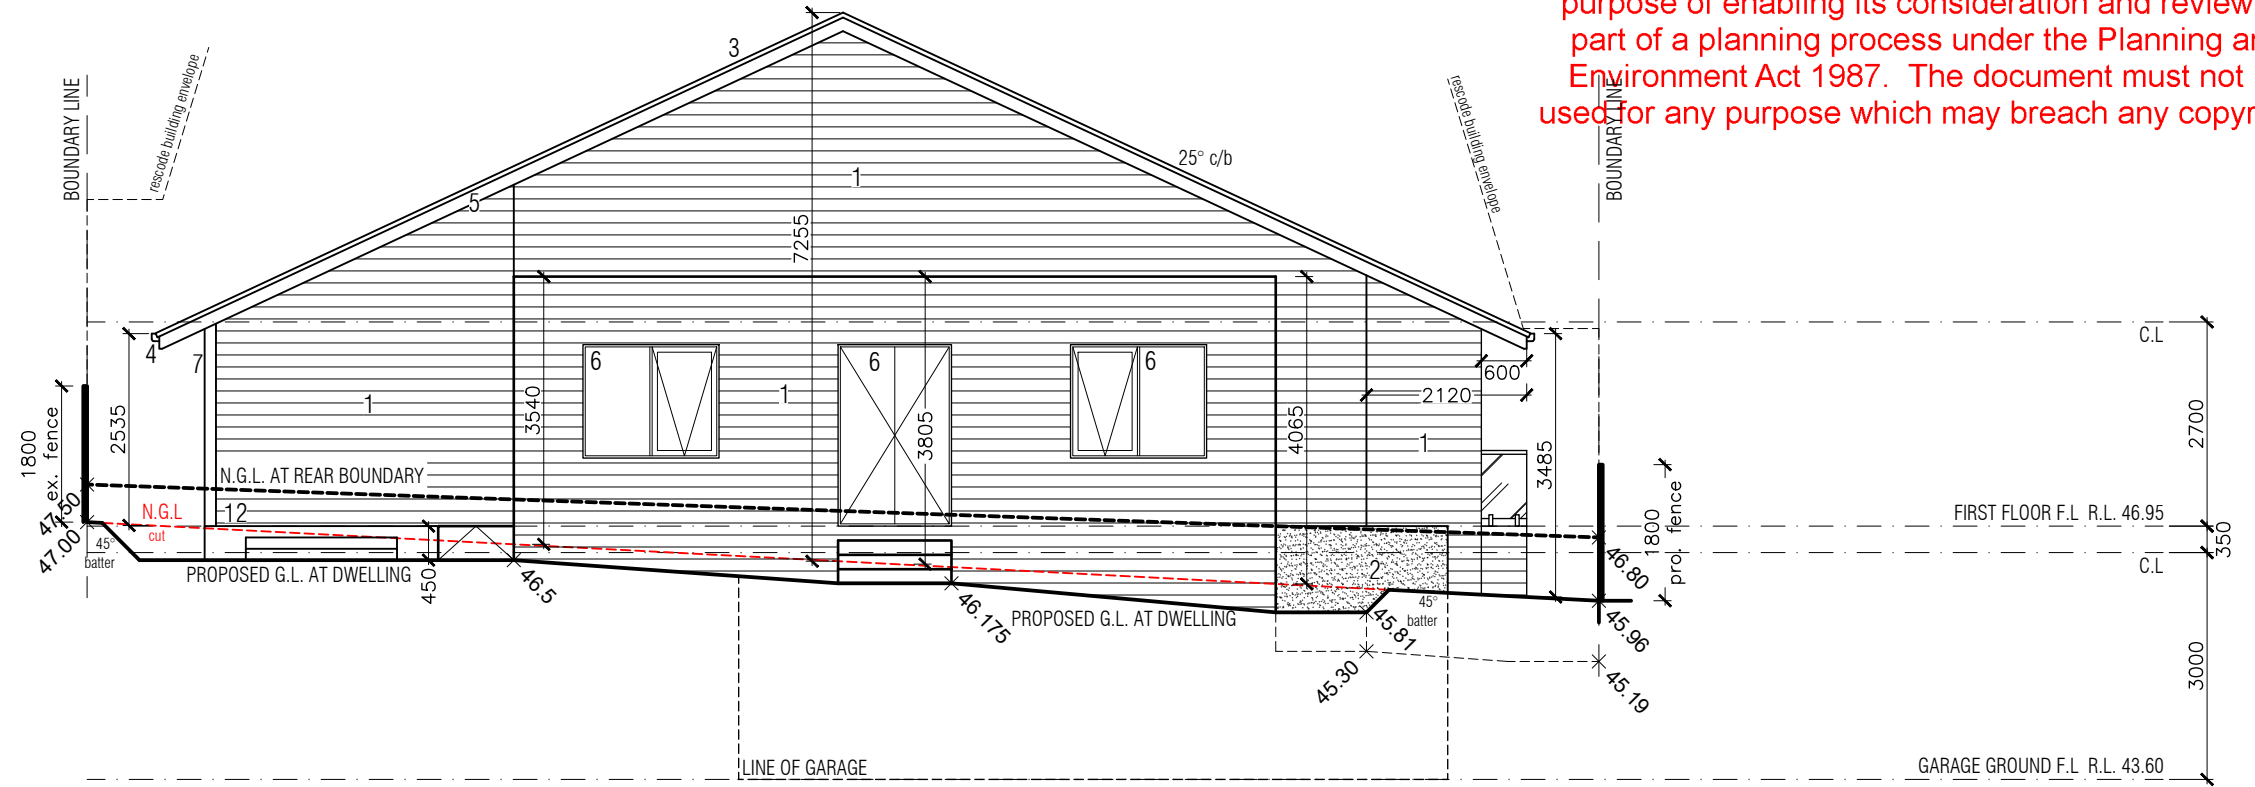 purpose of enabling its consideration and review
part of a planning process under the Planning
Environment Act 1987. The document must not
used for any purpose which may breach any
BOUNDARY LINE
rescode building envelope
3
25° c/b
rescode building envelope
BOUNDARY LINE
1
5
7255
4
7
C.L
6
6
6
600
2120
1
1
1
1800
ex. fence
2535
3540
3805
4065
3485
2700
N.G.L. AT REAR BOUNDARY
47.50
N.G.L
cut
12
47.00
45°
batter
PROPOSED G.L. AT DWELLING
450
46.5
46.175
PROPOSED G.L. AT DWELLING
2
45°
batter
45.81
45.30
46.80
1800
pro. fence
45.96
45.19
FIRST FLOOR F.L R.L. 46.95
350
C.L
3000
LINE OF GARAGE
GARAGE GROUND F.L R.L. 43.60